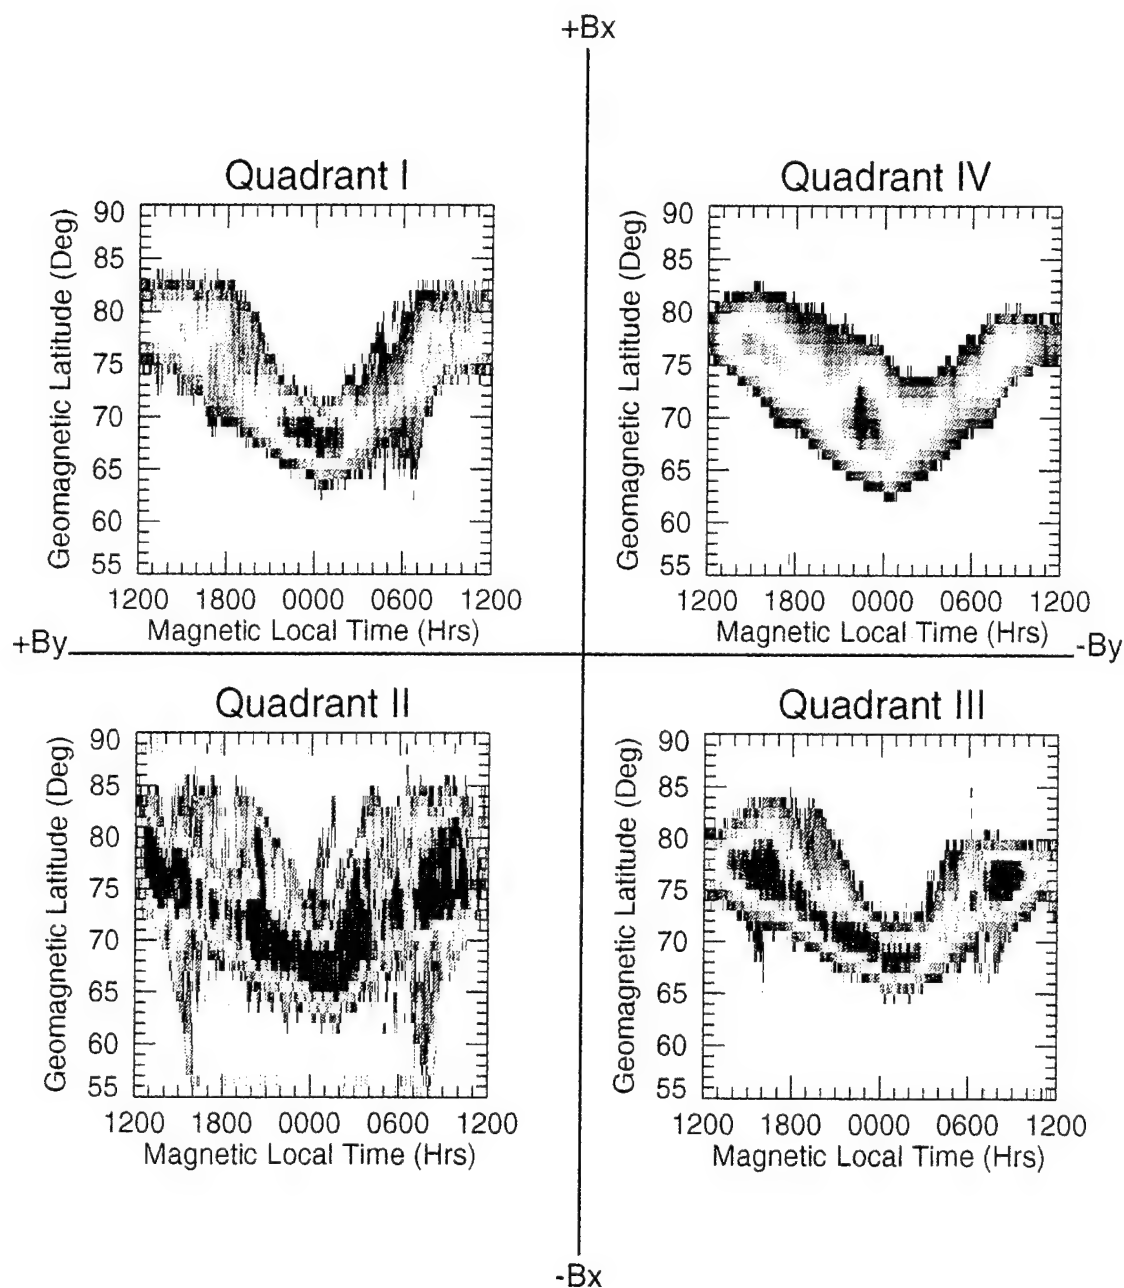 +Bx
Quadrant I
Geomagnetic Latitude (Deg)
90
85
80
75
70
65
60
55
1200 1800 0000 0600 1200
Magnetic Local Time (Hrs)
Quadrant IV
Geomagnetic Latitude (Deg)
90
85
80
75
70
65
60
55
1200 1800 0000 0600 1200
Magnetic Local Time (Hrs)
+By
-By
Quadrant II
Geomagnetic Latitude (Deg)
90
85
80
75
70
65
60
55
1200 1800 0000 0600 1200
Magnetic Local Time (Hrs)
Quadrant III
Geomagnetic Latitude (Deg)
90
85
80
75
70
65
60
55
1200 1800 0000 0600 1200
Magnetic Local Time (Hrs)
-Bx